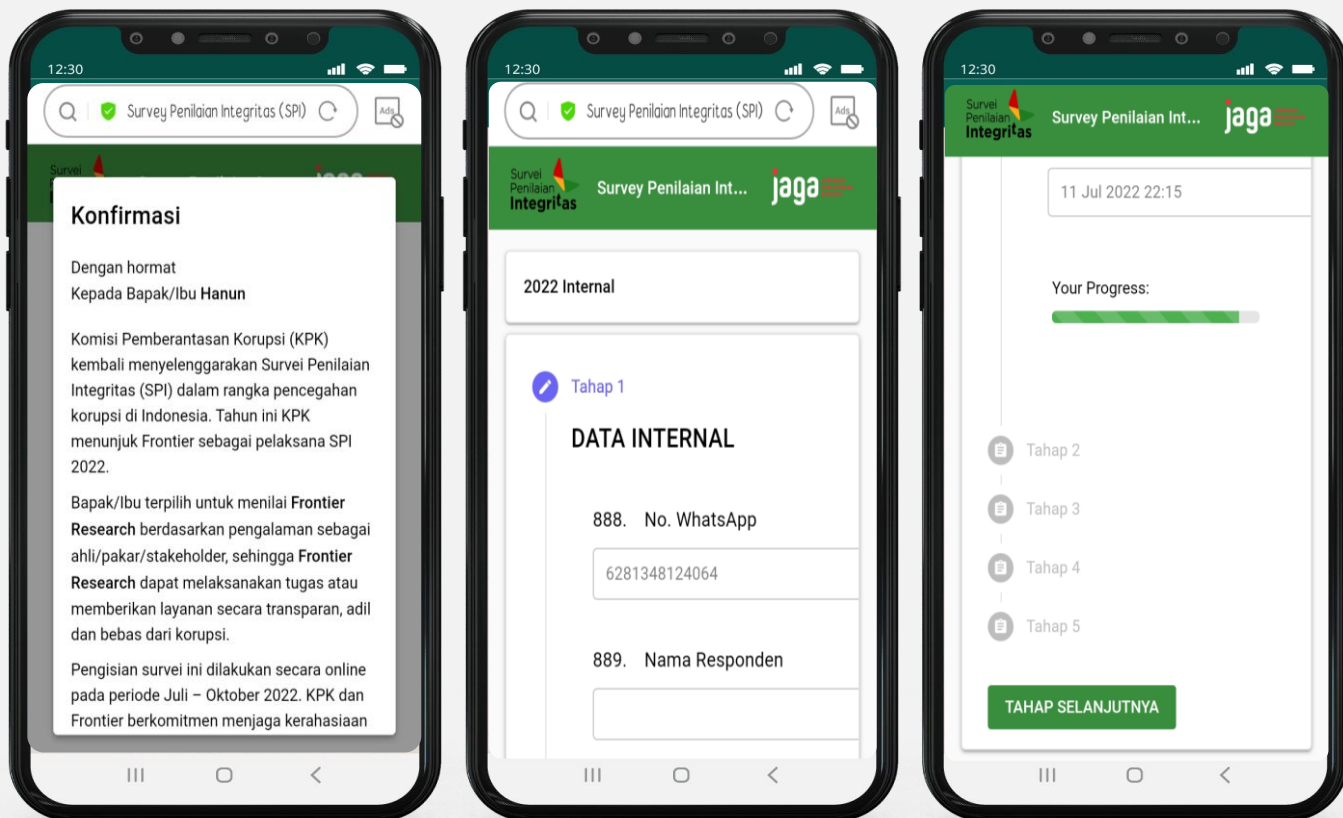 12:30
Survey Penilaian Integritas (SPI)
Ads
Survei
jaga
Konfirmasi
Dengan hormat
Kepada Bapak/Ibu Hanun
Komisi Pemberantasan Korupsi (KPK)
kembali menyelenggarakan Survei Penilaian
Integritas (SPI) dalam rangka pencegahan
korupsi di Indonesia. Tahun ini KPK
menunjuk Frontier sebagai pelaksana SPI
2022.
Bapak/Ibu terpilih untuk menilai Frontier
Research berdasarkan pengalaman sebagai
ahli/pakar/stakeholder, sehingga Frontier
Research dapat melaksanakan tugas atau
memberikan layanan secara transparan, adil
dan bebas dari korupsi.
Pengisian survei ini dilakukan secara online
pada periode Juli – Oktober 2022. KPK dan
Frontier berkomitmen menjaga kerahasiaan
12:30
Survey Penilaian Integritas (SPI)
Ads
Survei
Penilaian
Integritas
Survey Penilaian Int...
jaga
2022 Internal
Tahap 1
DATA INTERNAL
888. No. WhatsApp
6281348124064
889. Nama Responden
12:30
Survei
Penilaian
Integritas
Survey Penilaian Int...
jaga
11 Jul 2022 22:15
Your Progress:
Tahap 2
Tahap 3
Tahap 4
Tahap 5
TAHAP SELANJUTNYA